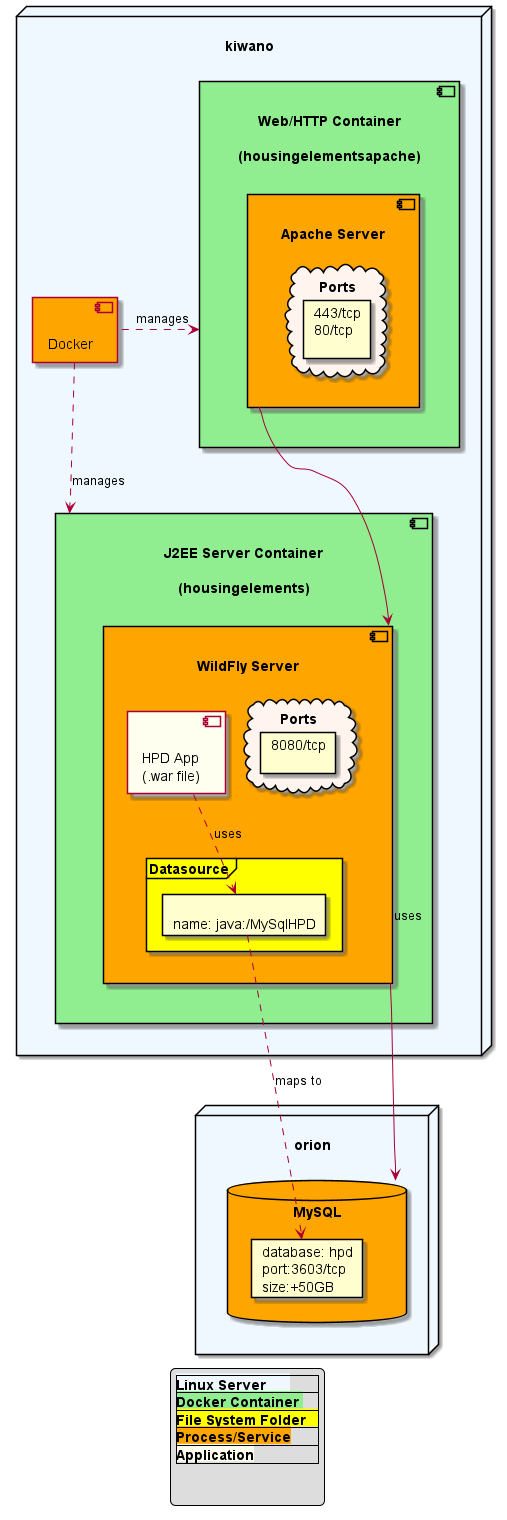 kiwano
Web/HTTP Container
(housingelementsapache)
Apache Server
Ports
443/tcp
80/tcp
Docker
manages
manages
J2EE Server Container
(housingelements)
WildFly Server
HPD App
(.war file)
Ports
8080/tcp
uses
Datasource
name: java:/MySqlHPD
uses
maps to
orion
MySQL
database: hpd
port:3603/tcp
size:+50GB
Linux Server
Docker Container
File System Folder
Process/Service
Application